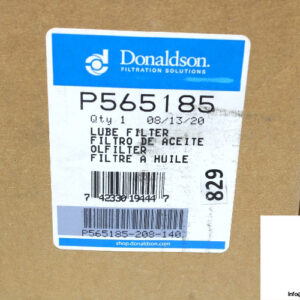 Donaldson.
FILTRATION SOLUTIONS
P565185
Qty 1 08/13/20
LUBE FILTER
FILTRO DE ACEITE
OLFILTER
FILTRE A HUILE
829
7 42330 19444 7
P565185-208-140
shop.donaldson.com